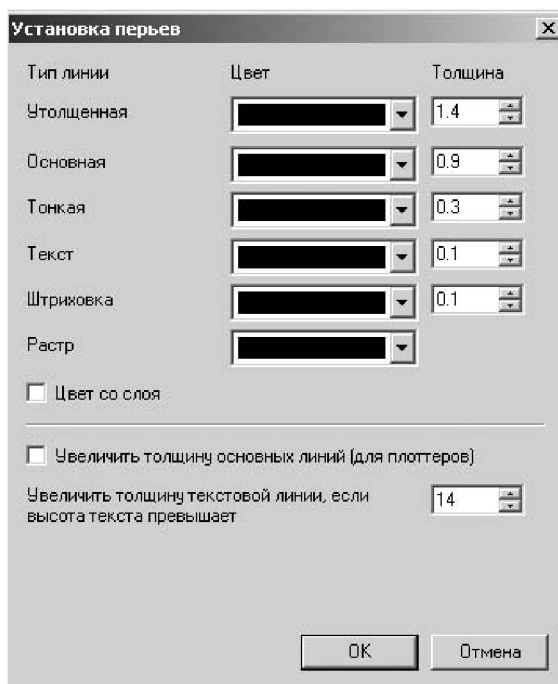 Установка перьев
Тип линии Цвет Толщина
Утолщенная 1.4
Основная 0.9
Тонкая 0.3
Текст 0.1
Штриховка 0.1
Растр
Цвет со слоя
Увеличить толщину основных линий (для плоттеров)
Увеличить толщину текстовой линии, если 14
высота текста превышает
OK Отмена